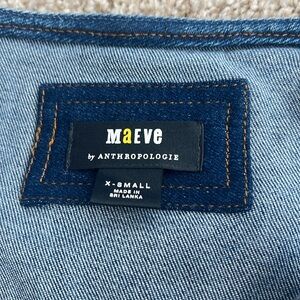 MaEVe
by ANTHROPOLOGIE
X-SMALL
MADE IN
SRI LANKA